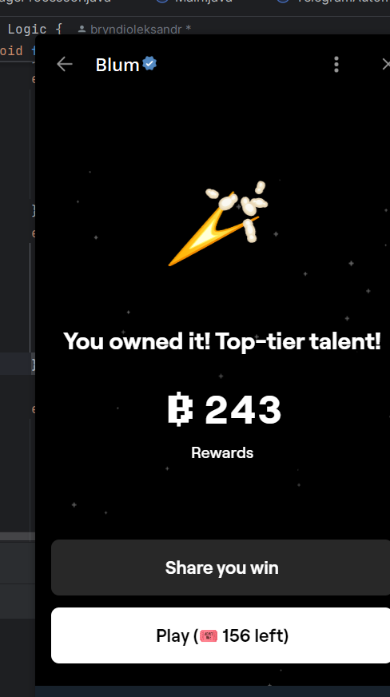 Logic { bryndioleksandr *
oid
Blum
You owned it! Top-tier talent!
243
Rewards
Share you win
Play ( 156 left)